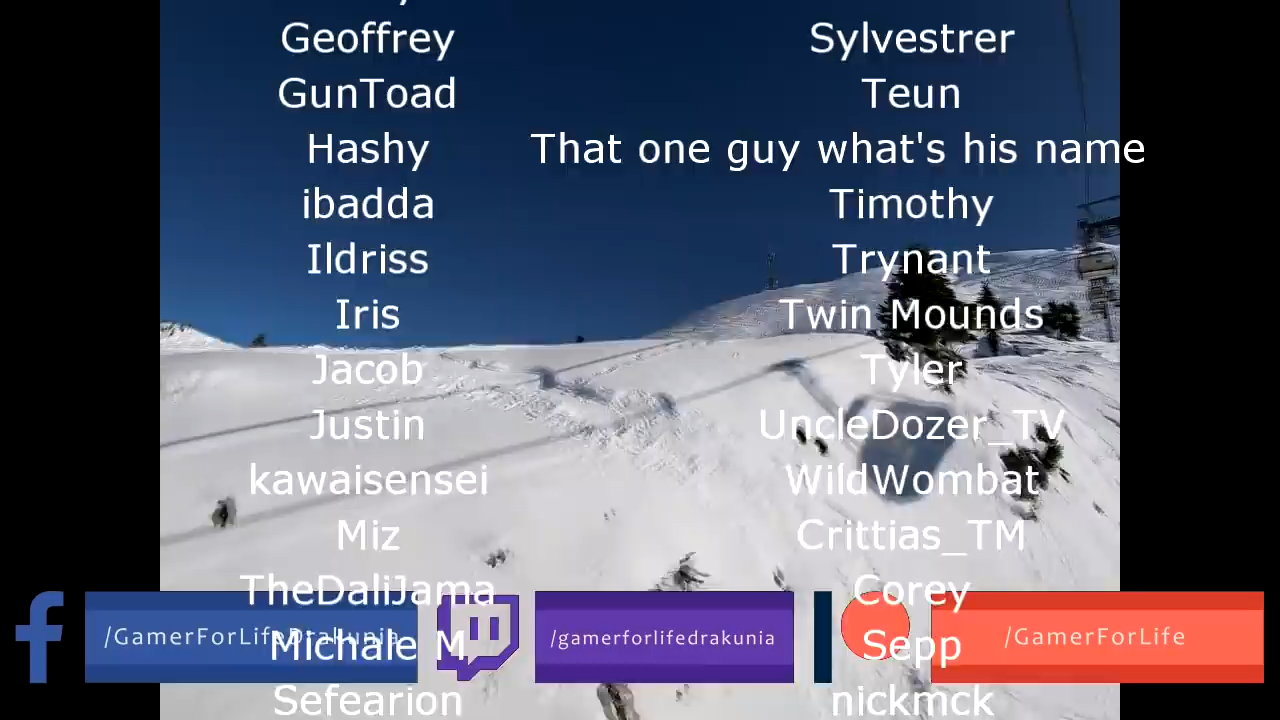 Geoffrey
GunToad
Hashy
ibadda
Ildriss
Iris
Jacob
Justin
kawaisensei
Miz
TheDaliJama
Michale M
Sefearion
Sylvestrer
Teun
That one guy what's his name
Timothy
Trynant
Twin Mounds
Tyler
UncleDozer_TV
WildWombat
Crittias_TM
Corey
Sepp
nickmck
/GamerForLifeDrakunia
/gamerforlifedrakunia
/GamerForLife